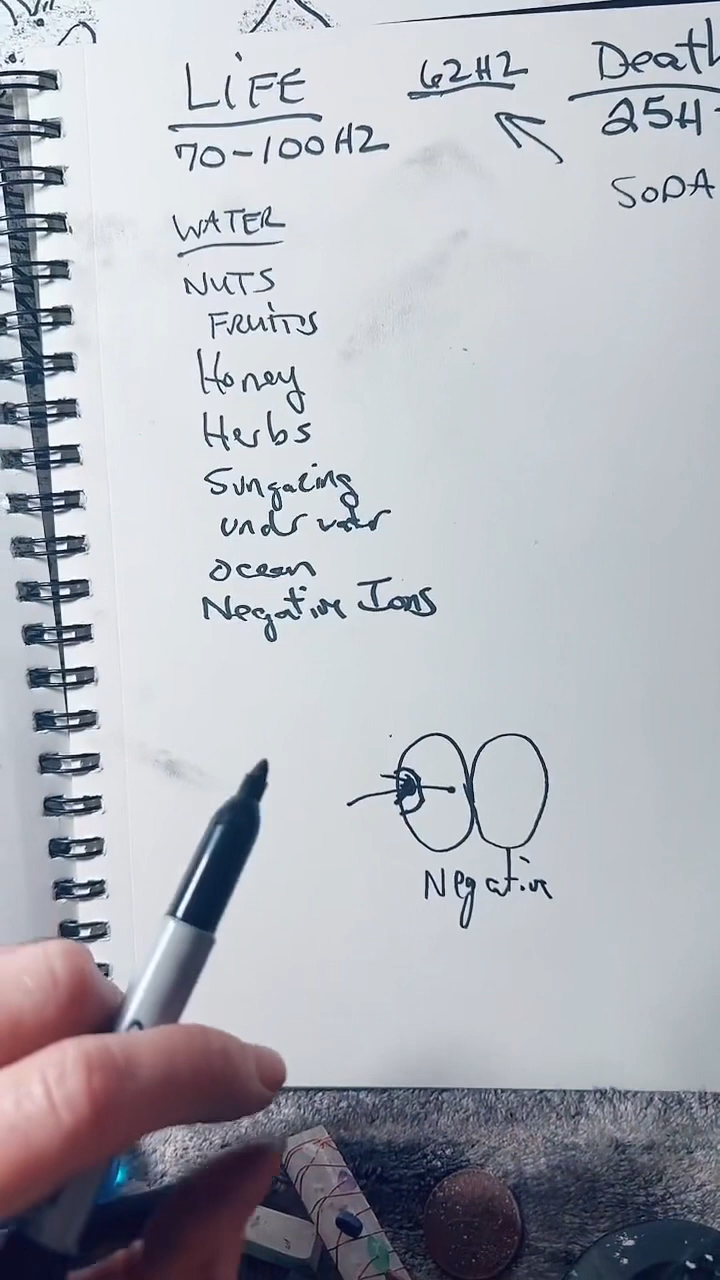 LiFE
70-100HZ
62HZ
Death
25H
SODA
WATER
NUTS
FRUITS
Honey
Herbs
Sungazing
under water
ocean
Negative Ions
Negative